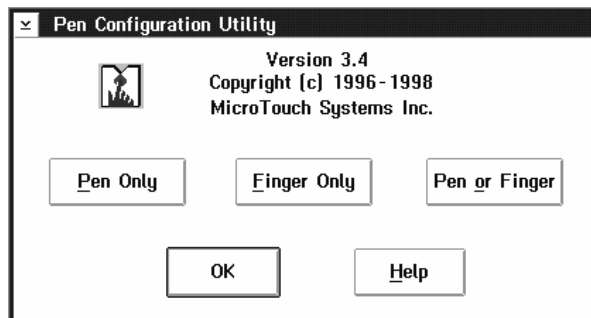 Pen Configuration Utility
Version 3.4
Copyright (c) 1996-1998
MicroTouch Systems Inc.
Pen Only
Finger Only
Pen or Finger
OK
Help